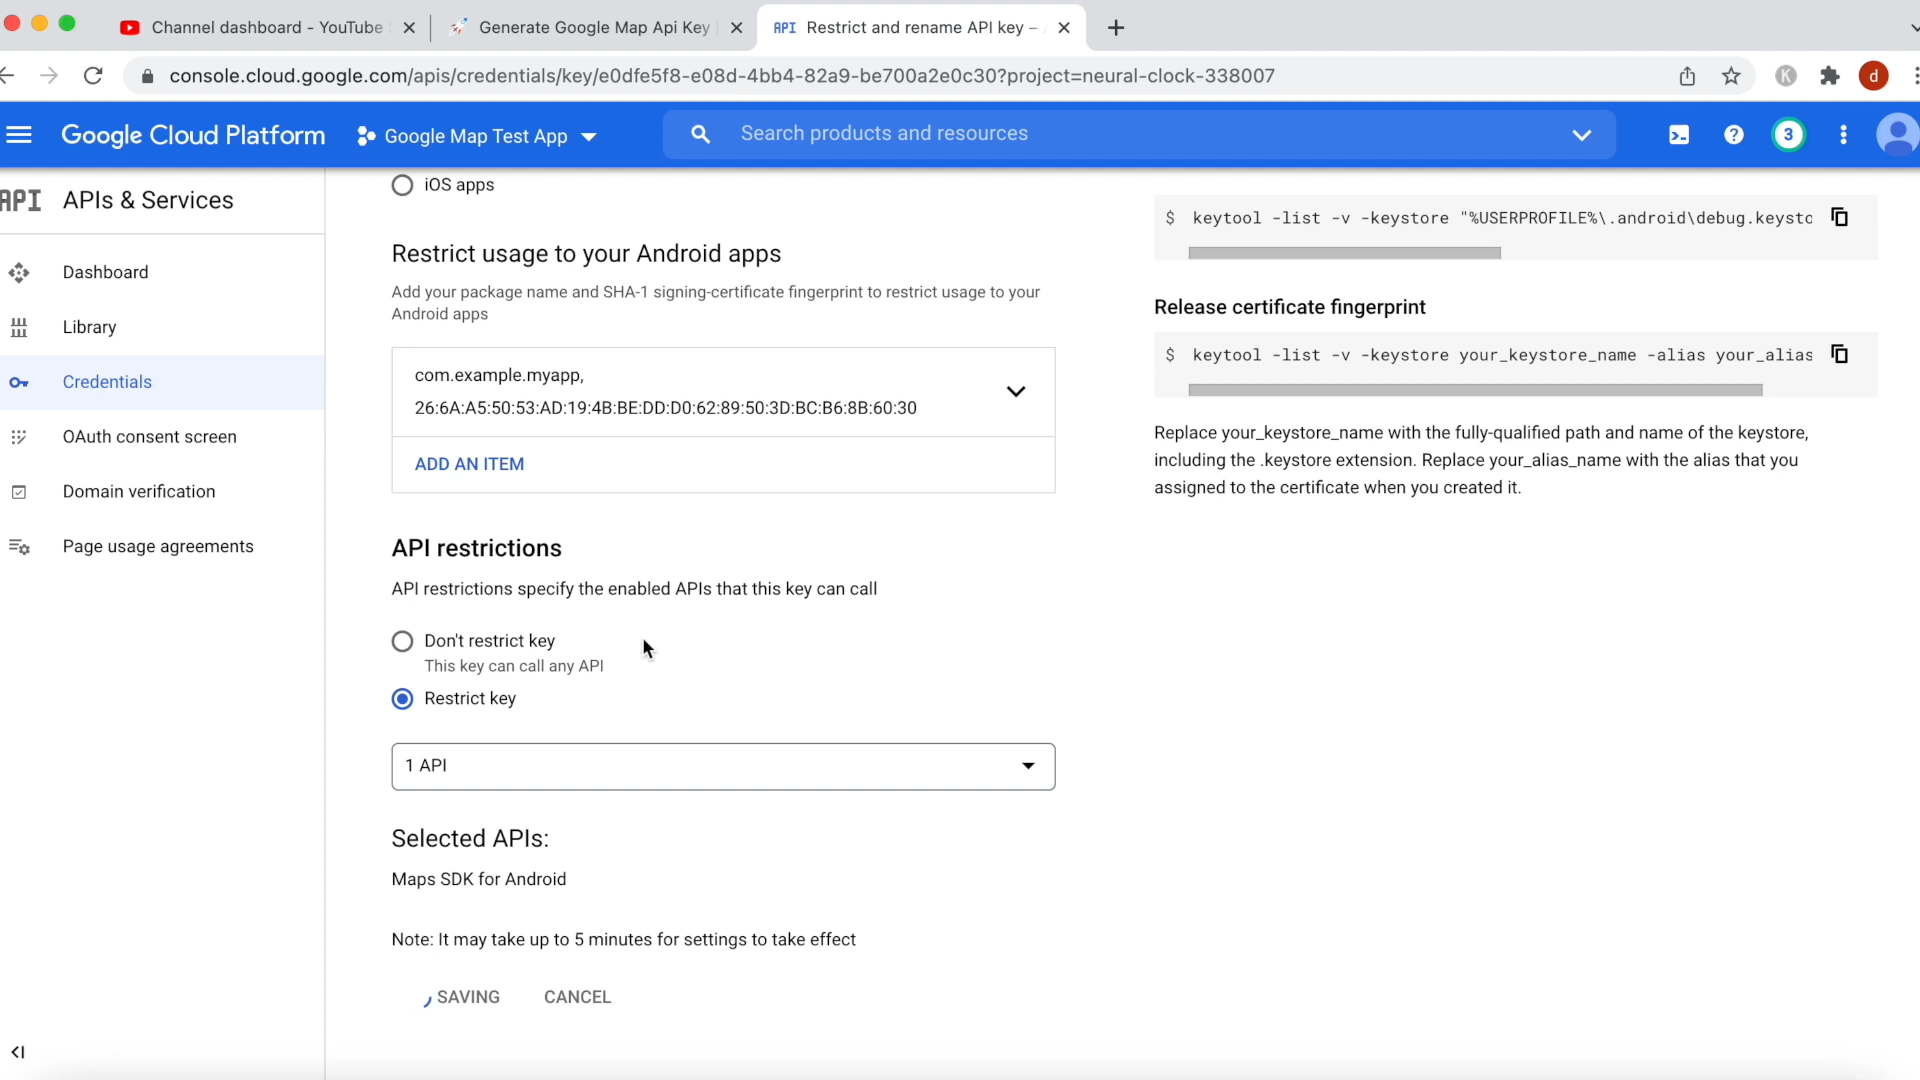 Channel dashboard - YouTube S
Generate Google Map Api Key
API Restrict and rename API key –
console.cloud.google.com/apis/credentials/key/e0dfe5f8-e08d-4bb4-82a9-be700a2e0c30?project=neural-clock-338007
K
d
Google Cloud Platform
Google Map Test App
Search products and resources
3
API APIs & Services
Dashboard
Library
Credentials
OAuth consent screen
Domain verification
Page usage agreements
iOS apps
Restrict usage to your Android apps
Add your package name and SHA-1 signing-certificate fingerprint to restrict usage to your
Android apps
com.example.myapp,
26:6A:A5:50:53:AD:19:4B:BE:DD:D0:62:89:50:3D:BC:B6:8B:60:30
ADD AN ITEM
API restrictions
API restrictions specify the enabled APIs that this key can call
Don't restrict key
This key can call any API
Restrict key
1 API
Selected APIs:
Maps SDK for Android
Note: It may take up to 5 minutes for settings to take effect
SAVING
CANCEL
$ keytool -list -v -keystore "%USERPROFILE%\.android\debug.keysto
Release certificate fingerprint
$ keytool -list -v -keystore your_keystore_name -alias your_alias
Replace your_keystore_name with the fully-qualified path and name of the keystore,
including the .keystore extension. Replace your_alias_name with the alias that you
assigned to the certificate when you created it.